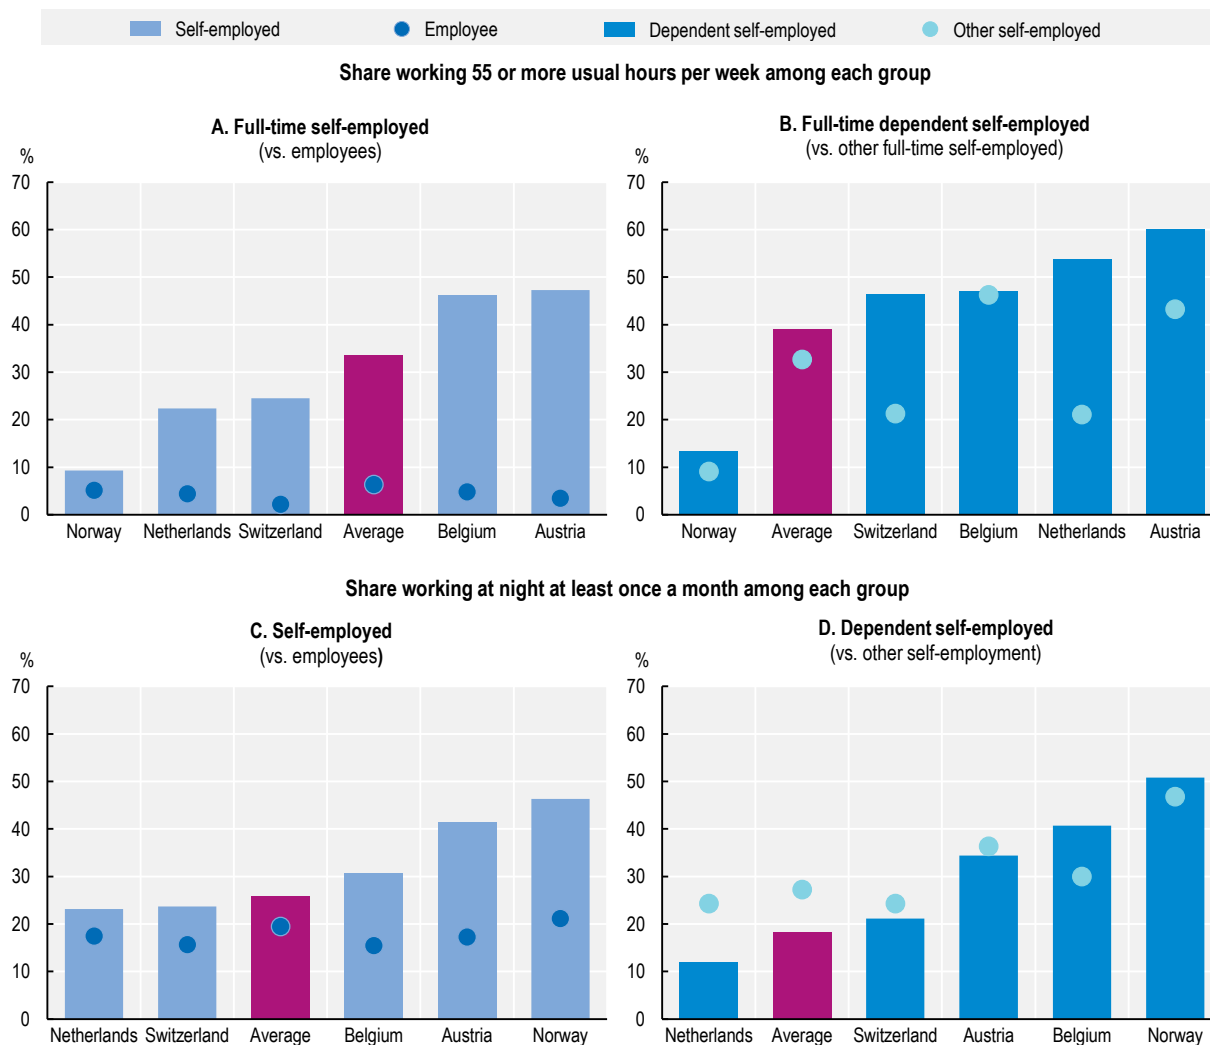 Self-employed Employee Dependent self-employed Other self-employed
Share working 55 or more usual hours per week among each group
A. Full-time self-employed
(vs. employees)
%
70
60
50
40
30
20
10
0
Norway Netherlands Switzerland Average Belgium Austria
B. Full-time dependent self-employed
(vs. other full-time self-employed)
%
70
60
50
40
30
20
10
0
Norway Average Switzerland Belgium Netherlands Austria
Share working at night at least once a month among each group
C. Self-employed
(vs. employees)
%
70
60
50
40
30
20
10
0
Netherlands Switzerland Average Belgium Austria Norway
D. Dependent self-employed
(vs. other self-employment)
%
70
60
50
40
30
20
10
0
Netherlands Average Switzerland Austria Belgium Norway